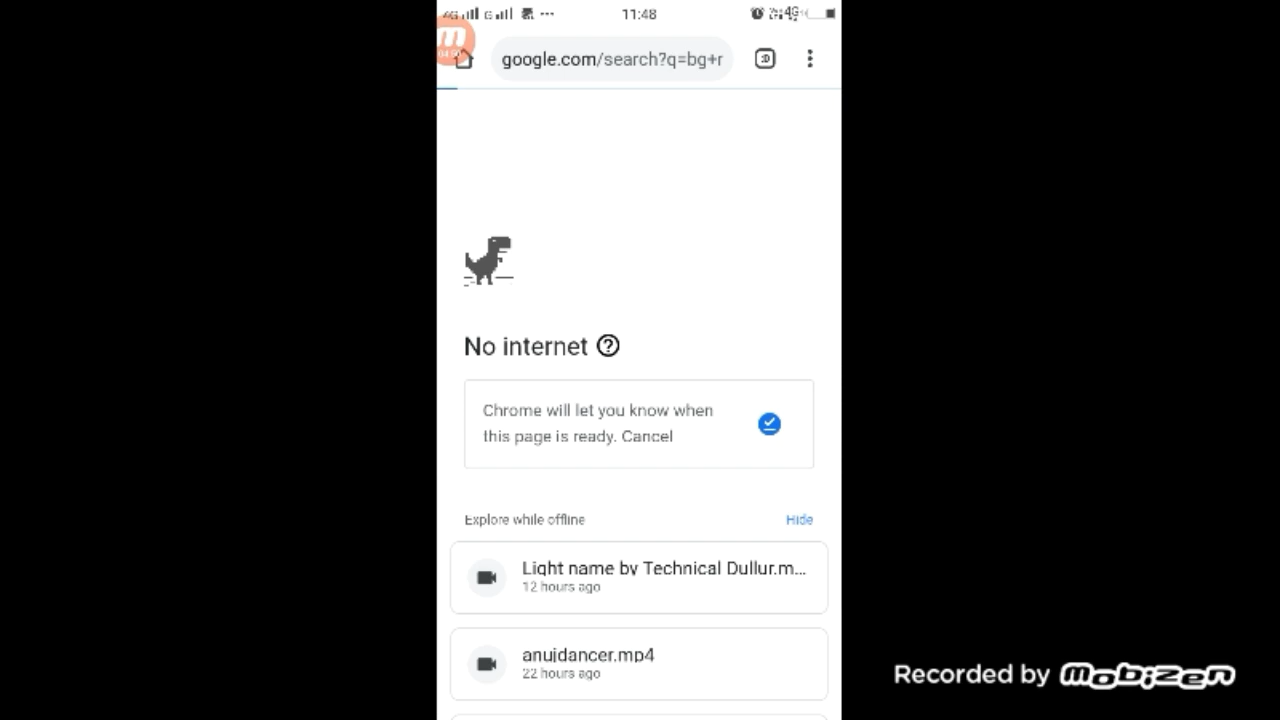 11:48
4G
google.com/search?q=bg+r
:D
No internet
Chrome will let you know when
this page is ready. Cancel
Explore while offline
Hide
Light name by Technical Dullur.m...
12 hours ago
anujdancer.mp4
22 hours ago
Recorded by mobizen